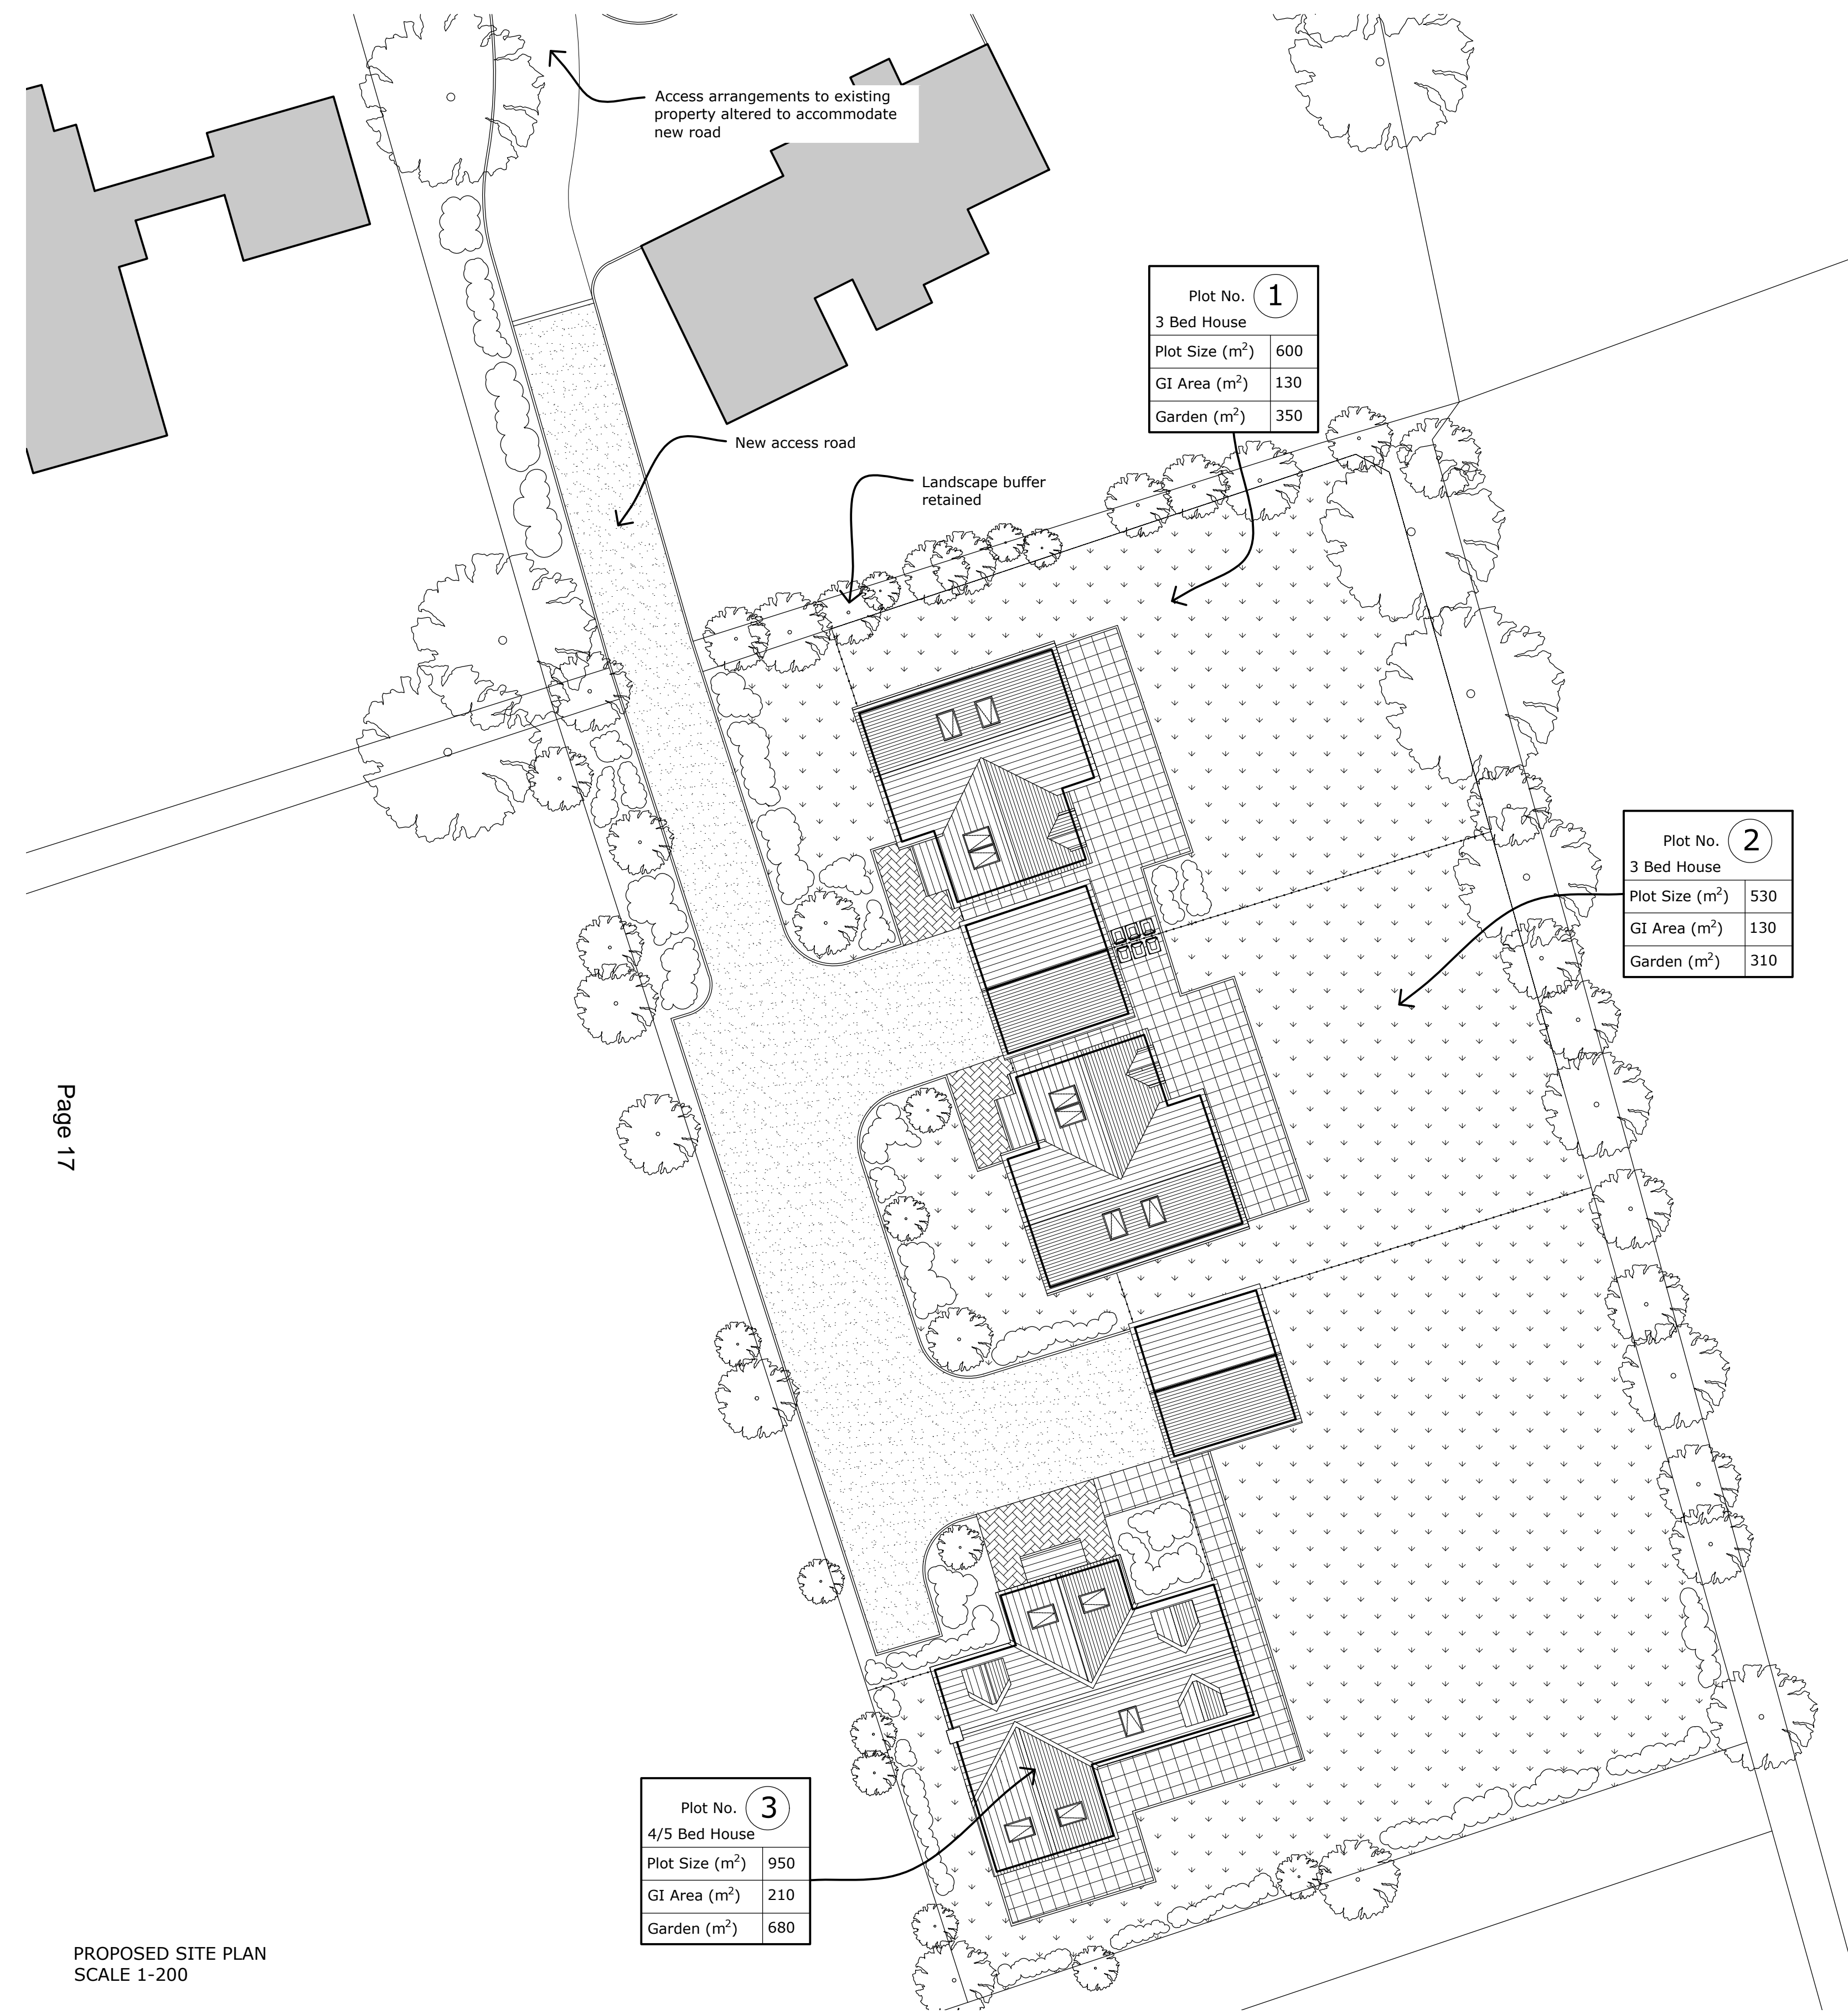 Access arrangements to existing
property altered to accommodate
new road
Plot No. 1
3 Bed House
Plot Size (m²) 600
GI Area (m²) 130
Garden (m²) 350
New access road
Landscape buffer
retained
Plot No. 2
3 Bed House
Plot Size (m²) 530
GI Area (m²) 130
Garden (m²) 310
Page 17
Plot No. 3
4/5 Bed House
Plot Size (m²) 950
GI Area (m²) 210
Garden (m²) 680
PROPOSED SITE PLAN
SCALE 1-200